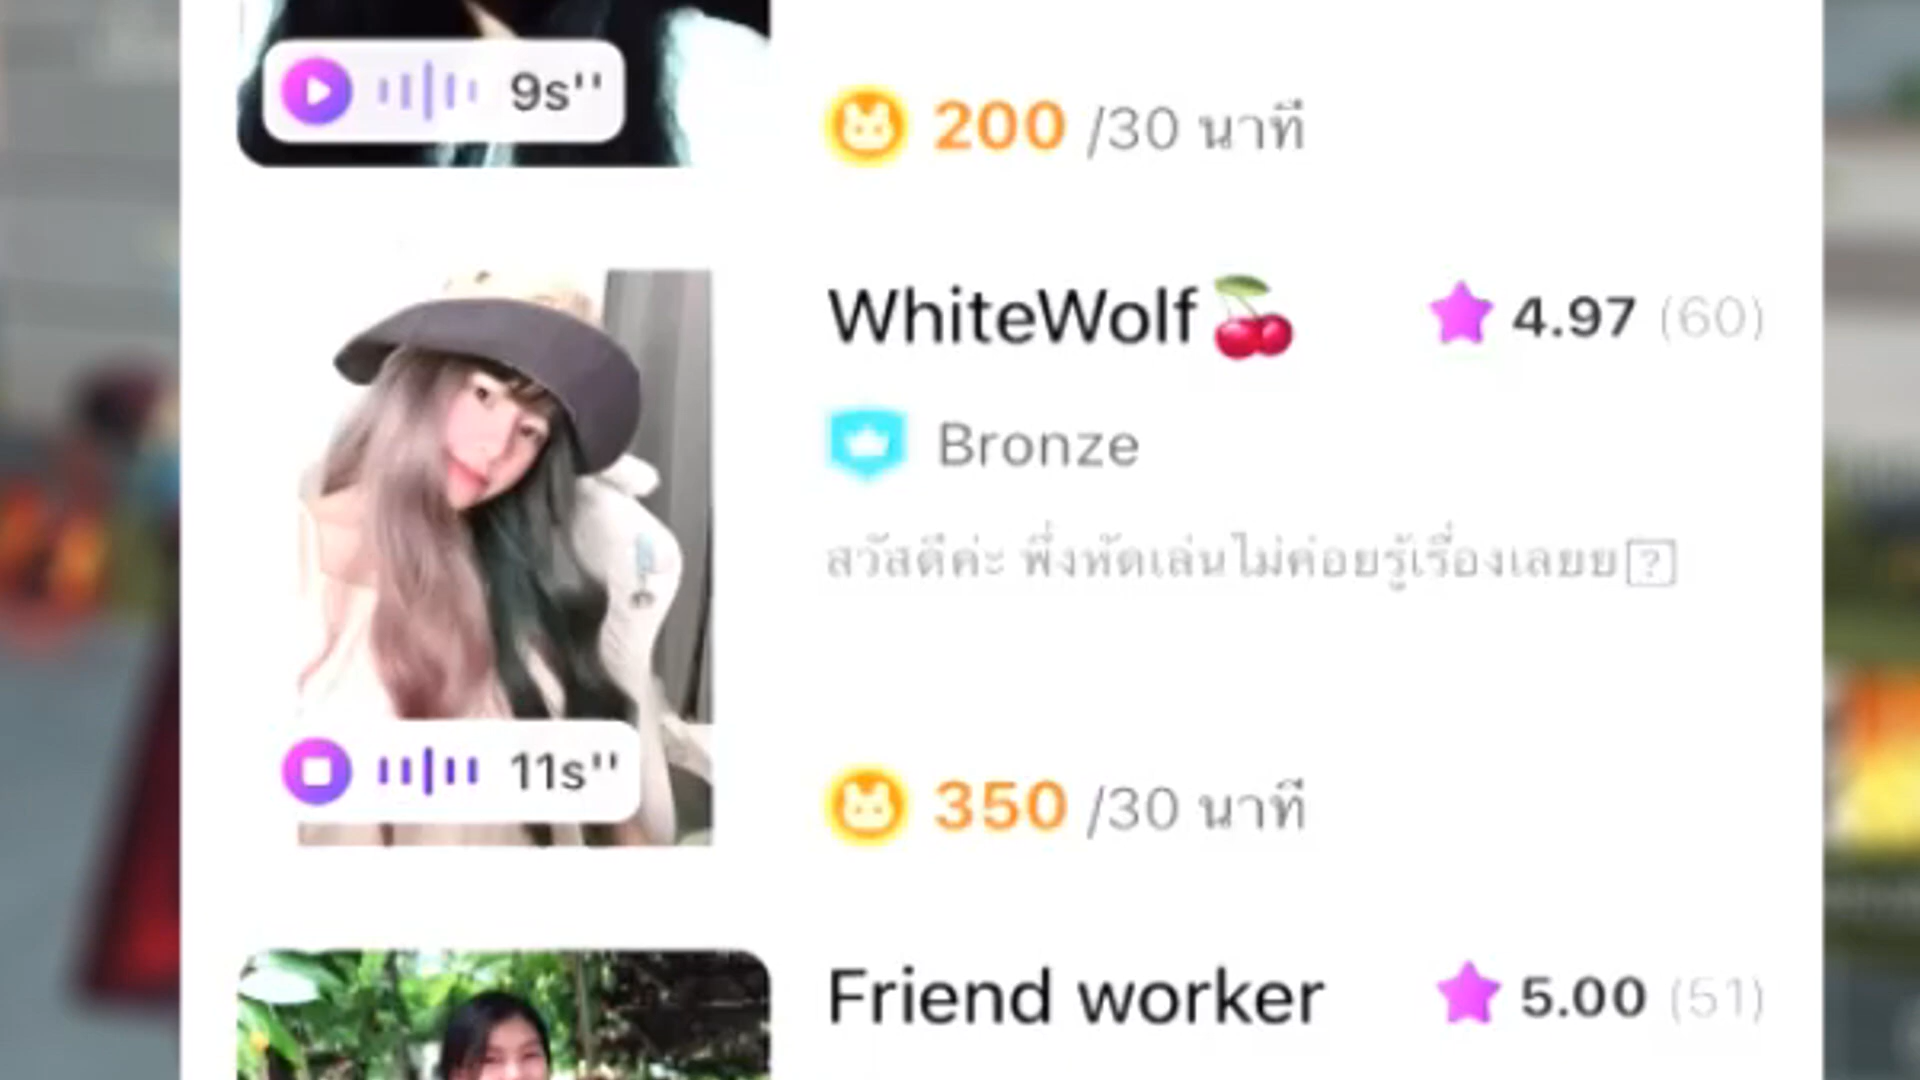 9s''
200 /30 นาที
WhiteWolf🍒 4.97 (60)
Bronze
สวัสดีค่ะ พึ่งหัดเล่นไม่ค่อยรู้เรื่องเลยย
11s''
350 /30 นาที
Friend worker 5.00 (51)